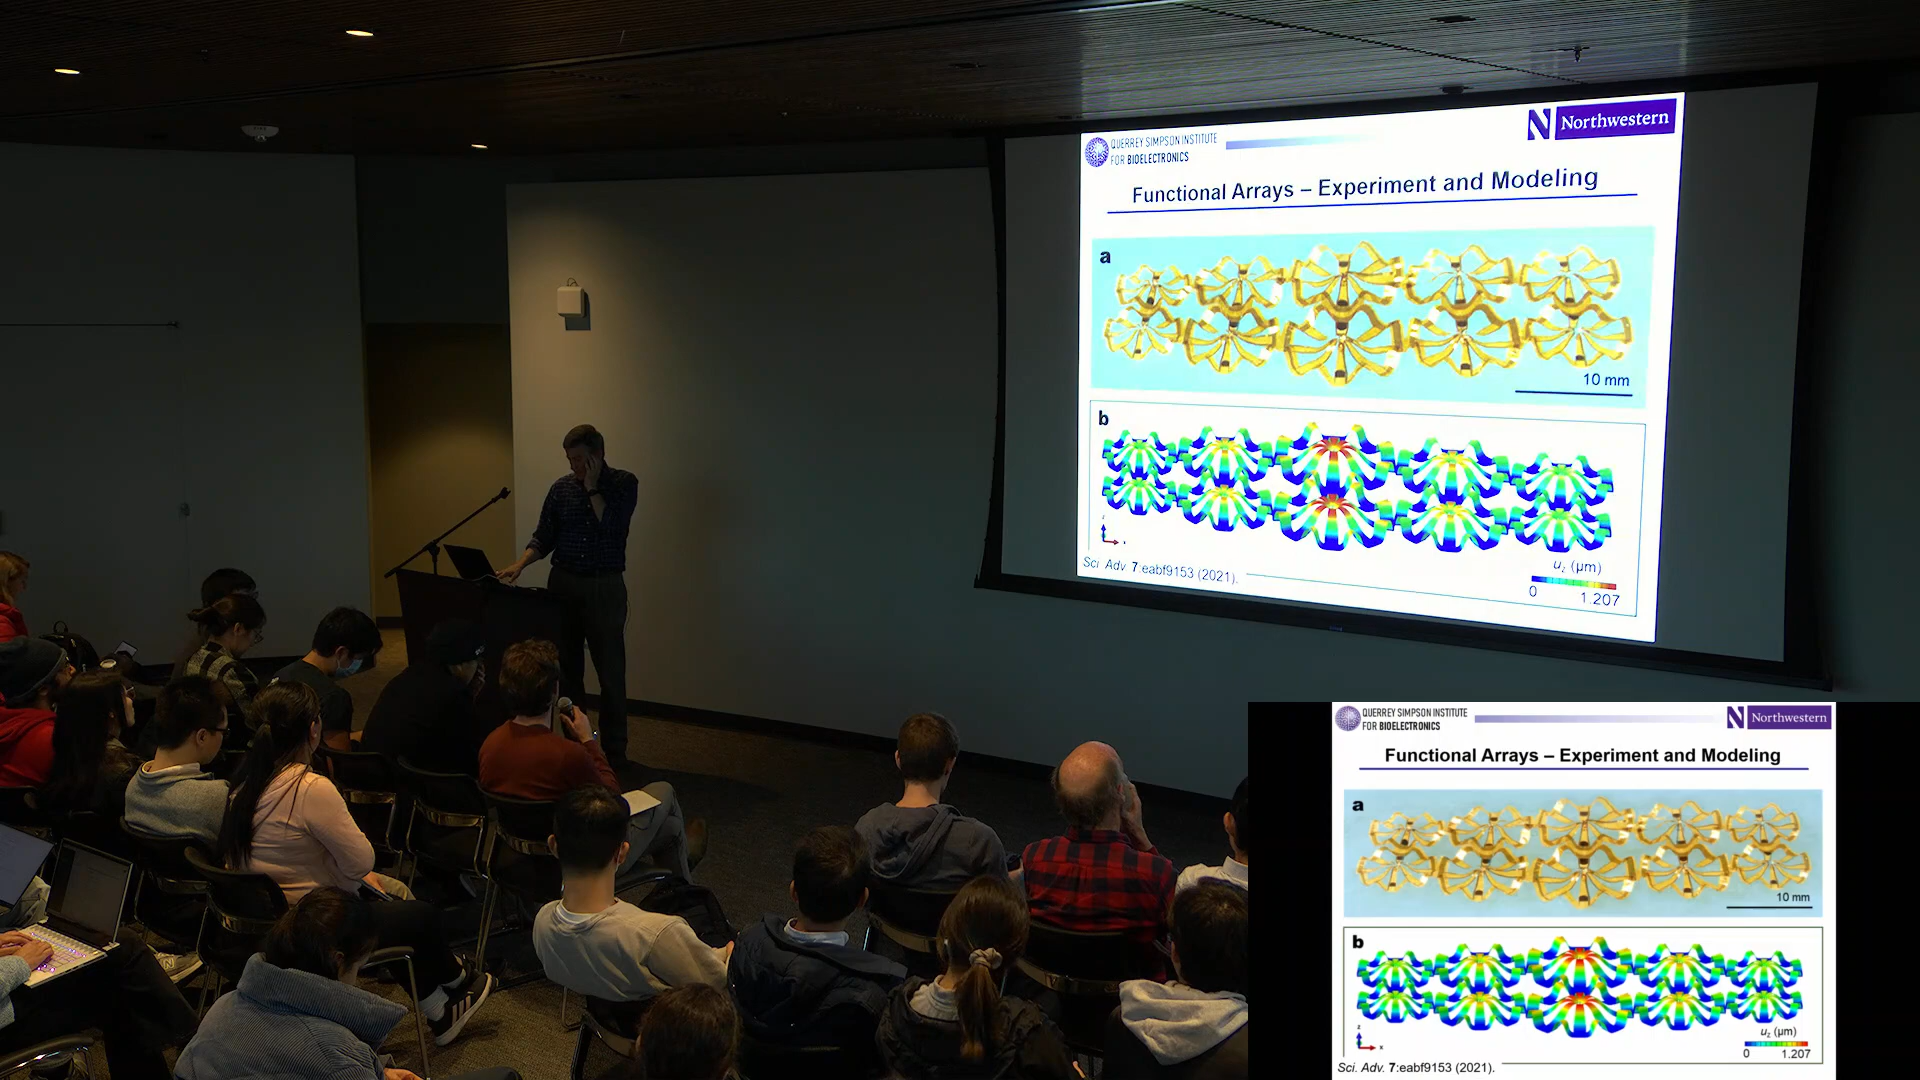 QUERREY SIMPSON INSTITUTE
FOR BIOELECTRONICS
N Northwestern
Functional Arrays – Experiment and Modeling
a
10 mm
b
z
Sci. Adv. 7:eabf9153 (2021).
uz (µm)
0 1.207
QUERREY SIMPSON INSTITUTE
FOR BIOELECTRONICS
N Northwestern
Functional Arrays – Experiment and Modeling
a
10 mm
b
z
x
uz (µm)
0 1.207
Sci. Adv. 7:eabf9153 (2021).